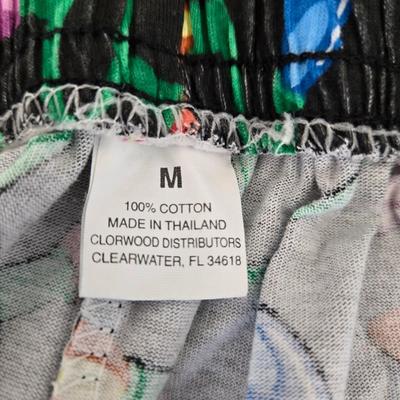 M
100% COTTON
MADE IN THAILAND
CLORWOOD DISTRIBUTORS
CLEARWATER, FL 34618